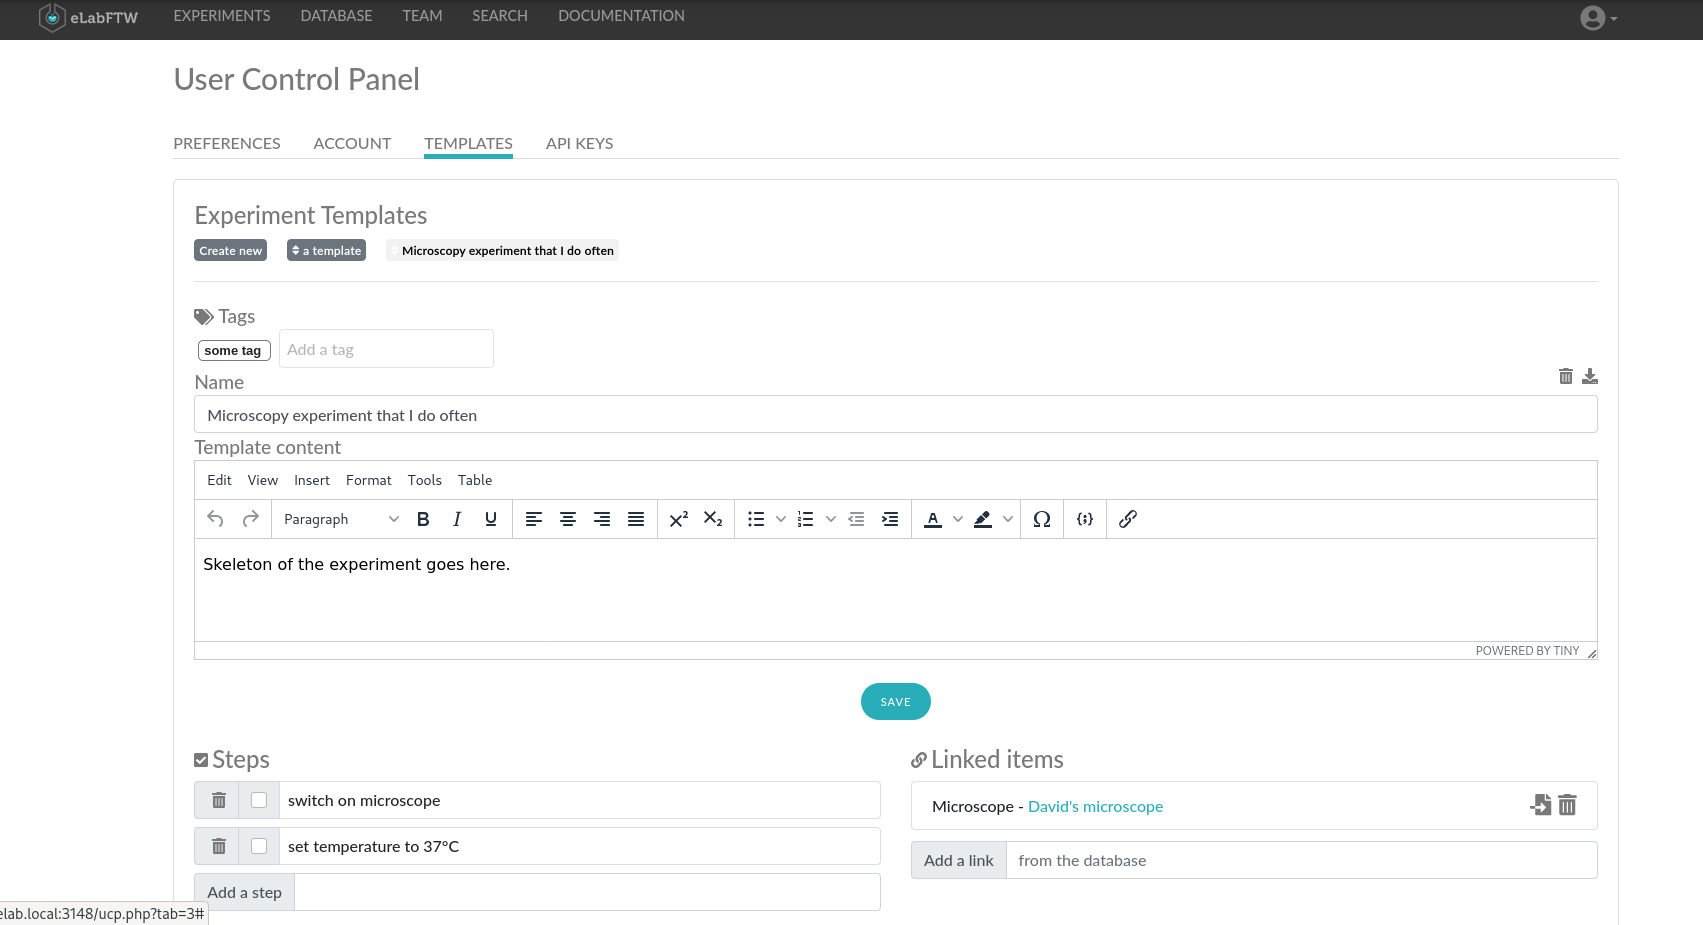 eLabFTW EXPERIMENTS DATABASE TEAM SEARCH DOCUMENTATION
User Control Panel
PREFERENCES ACCOUNT TEMPLATES API KEYS
Experiment Templates
Create new a template Microscopy experiment that I do often
Tags
some tag Add a tag
Name
Microscopy experiment that I do often
Template content
Edit View Insert Format Tools Table
Paragraph B I U X² X₂ A Ω {;}
Skeleton of the experiment goes here.
POWERED BY TINY
SAVE
Steps
switch on microscope
set temperature to 37°C
Add a step
Linked items
Microscope - David's microscope
Add a link from the database
elab.local:3148/ucp.php?tab=3#